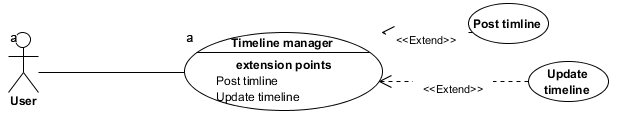 a
User
a
Timeline manager
extension points
Post timline
Update timeline
<<Extend>>
Post timline
<<Extend>>
Update
timeline